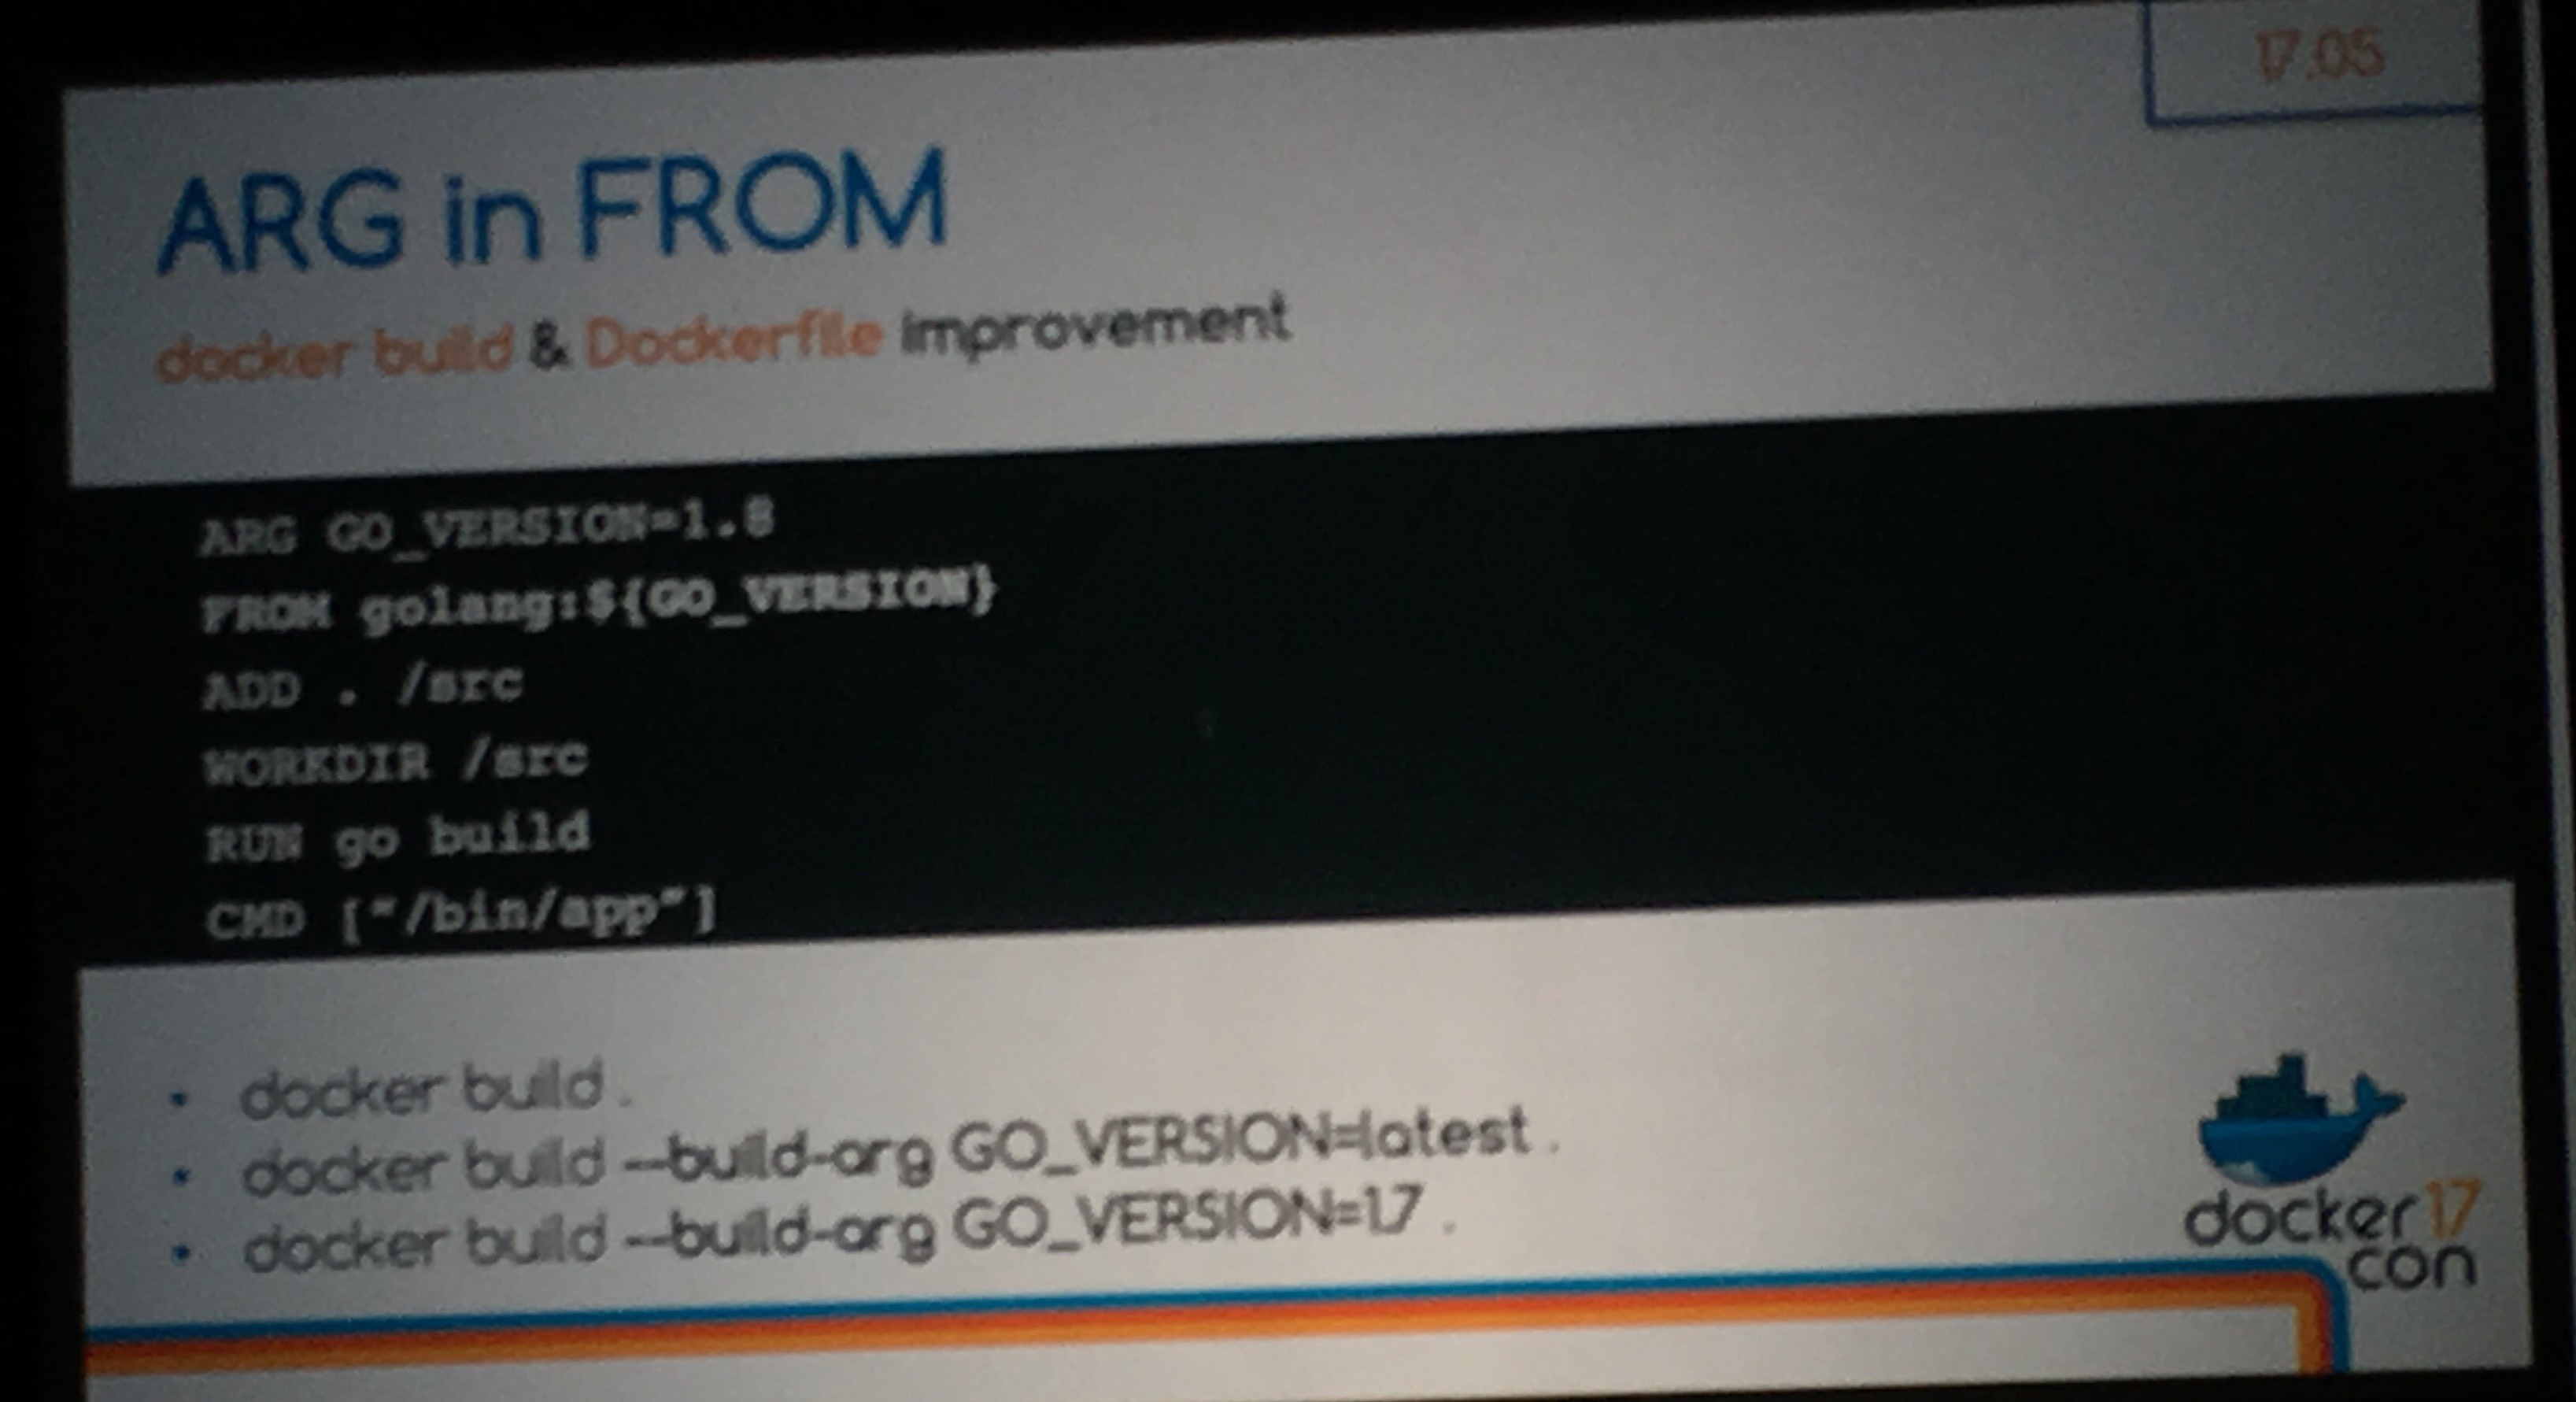 17.05
ARG in FROM
docker build & Dockerfile improvement
ARG GO_VERSION=1.8
FROM golang:${GO_VERSION}
ADD . /src
WORKDIR /src
RUN go build
CMD ["/bin/app"]
• docker build .
• docker build --build-arg GO_VERSION=latest .
• docker build --build-arg GO_VERSION=1.7 .
docker 17
con